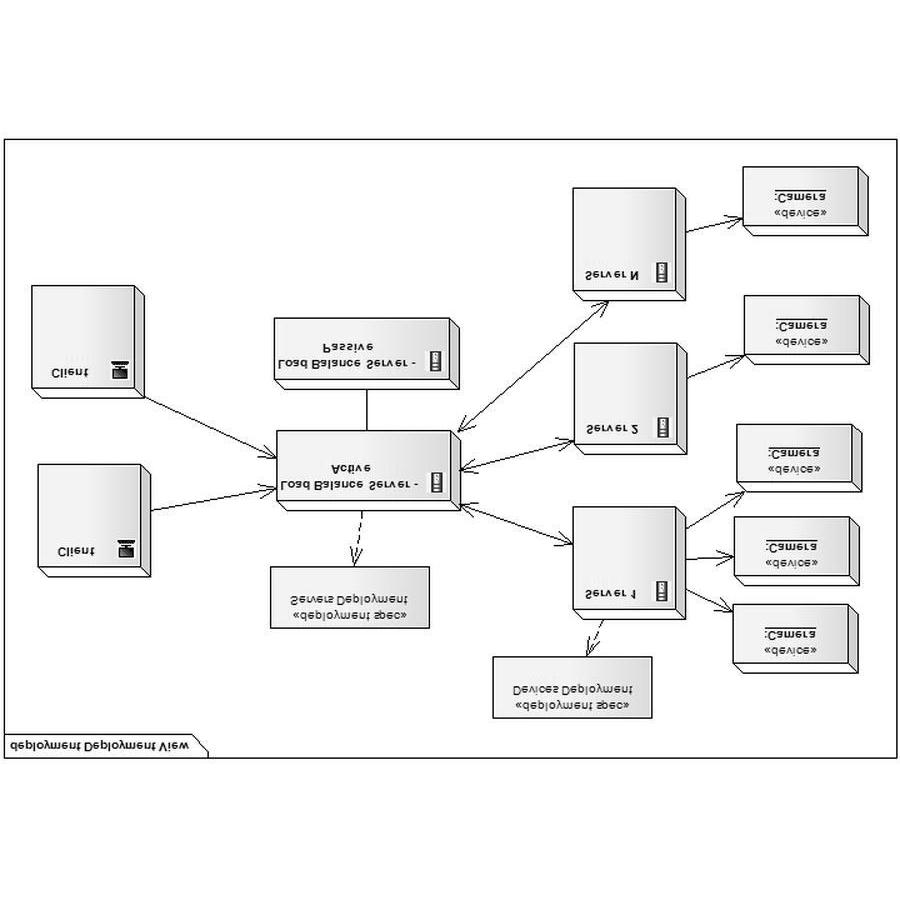 deployment Deployment View
«deployment spec»
Devices Deployment
«device»
:Camera
«deployment spec»
Servers Deployment
Server 1
«device»
:Camera
Client
Load Balance Server -
Active
«device»
:Camera
Server 2
Client
Load Balance Server -
Passive
«device»
:Camera
Server N
«device»
:Camera